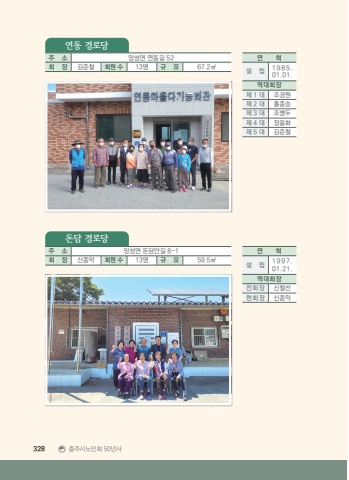 연동 경로당
주 소 앙성면 연동길 52
회 장 김준철 회원수 13명 규 모 67.2㎡
연 혁
설 립 1985. 01.01.
역대회장
제 1 대 조경원
제 2 대 홍종승
제 3 대 조병두
제 4 대 장용화
제 5 대 김준철
연동마을다기능회관
돈담 경로당
주 소 앙성면 돈담안길 8-1
회 장 신종악 회원수 13명 규 모 59.5㎡
연 혁
설 립 1997. 01.21.
역대회장
전회장 신철선
현회장 신종익
328 충주시노인회 50년사